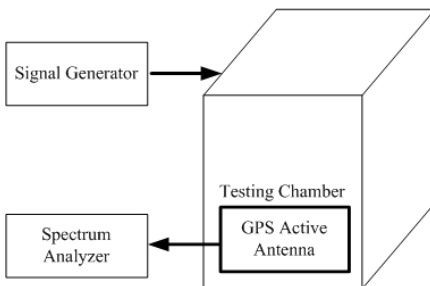 Signal Generator
Testing Chamber
GPS Active
Antenna
Spectrum
Analyzer